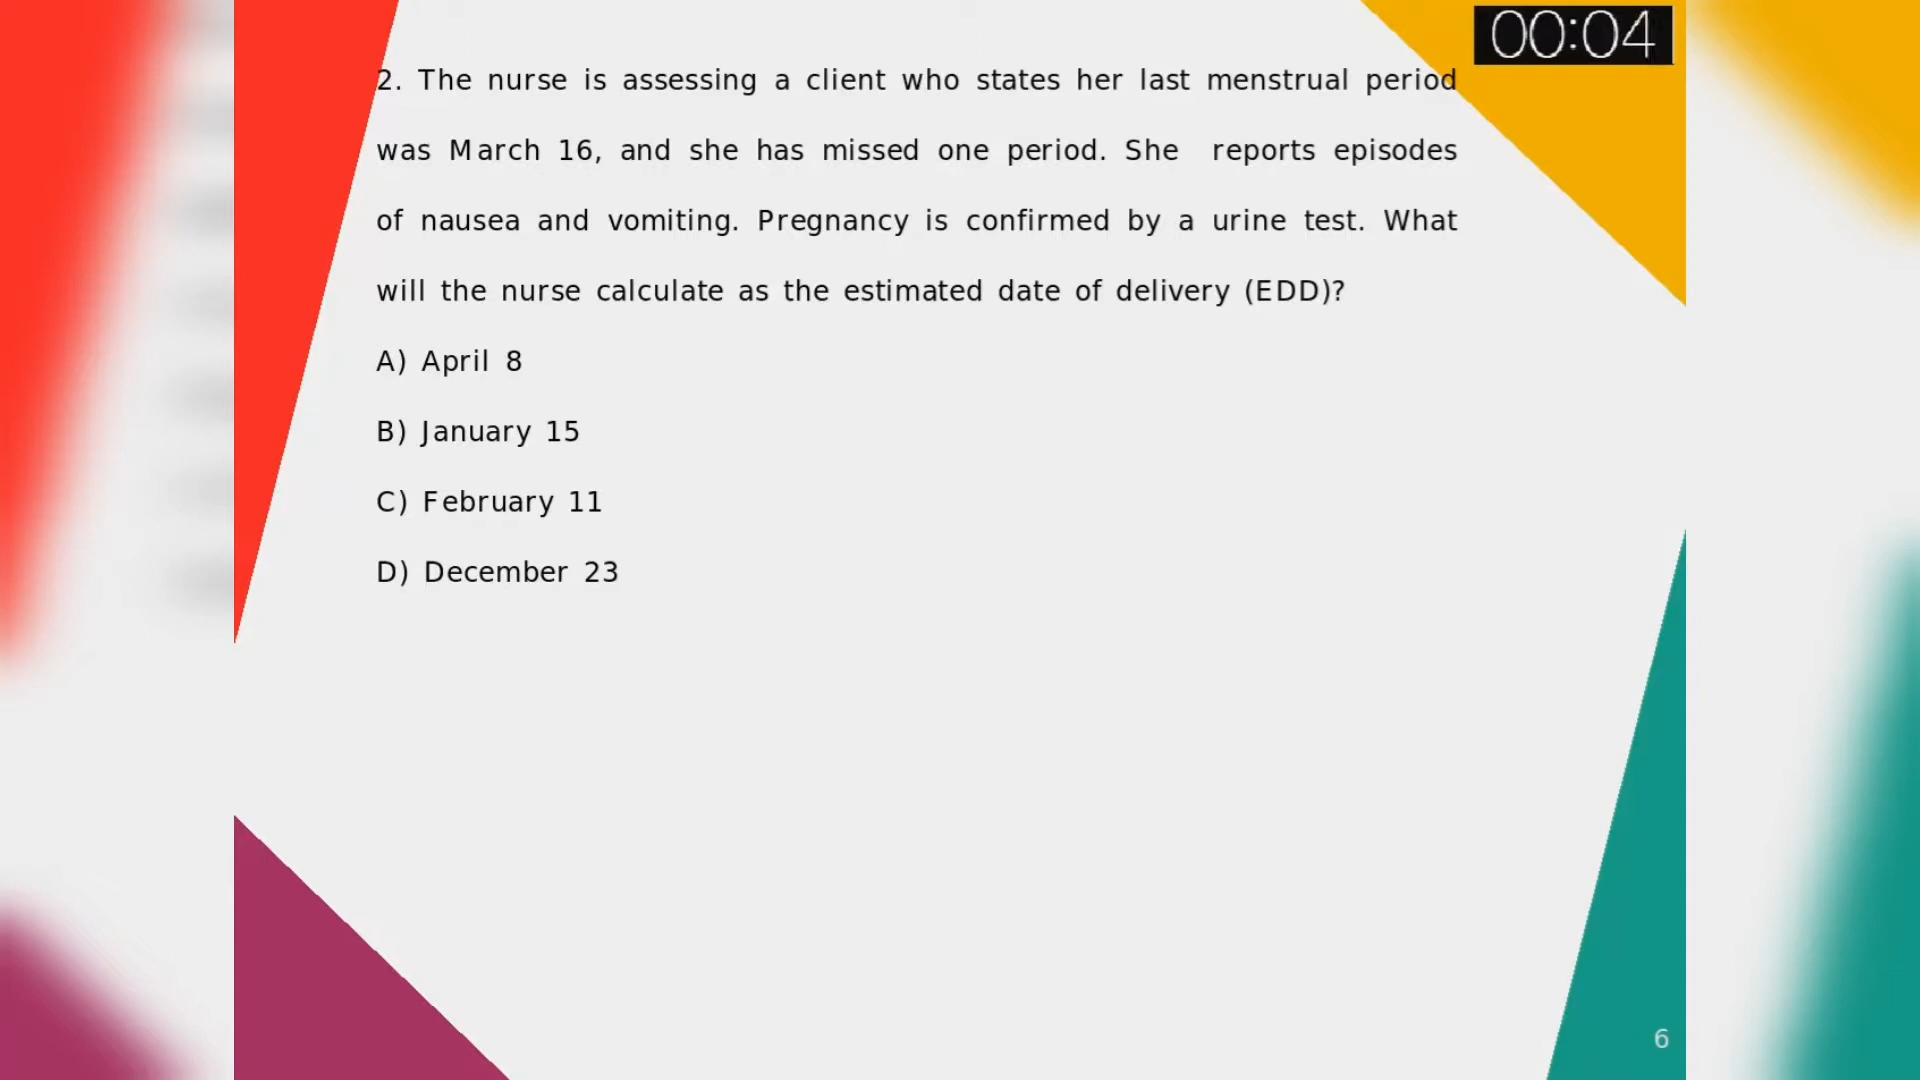 00:04
2. The nurse is assessing a client who states her last menstrual period
was March 16, and she has missed one period. She reports episodes
of nausea and vomiting. Pregnancy is confirmed by a urine test. What
will the nurse calculate as the estimated date of delivery (EDD)?
A) April 8
B) January 15
C) February 11
D) December 23
6